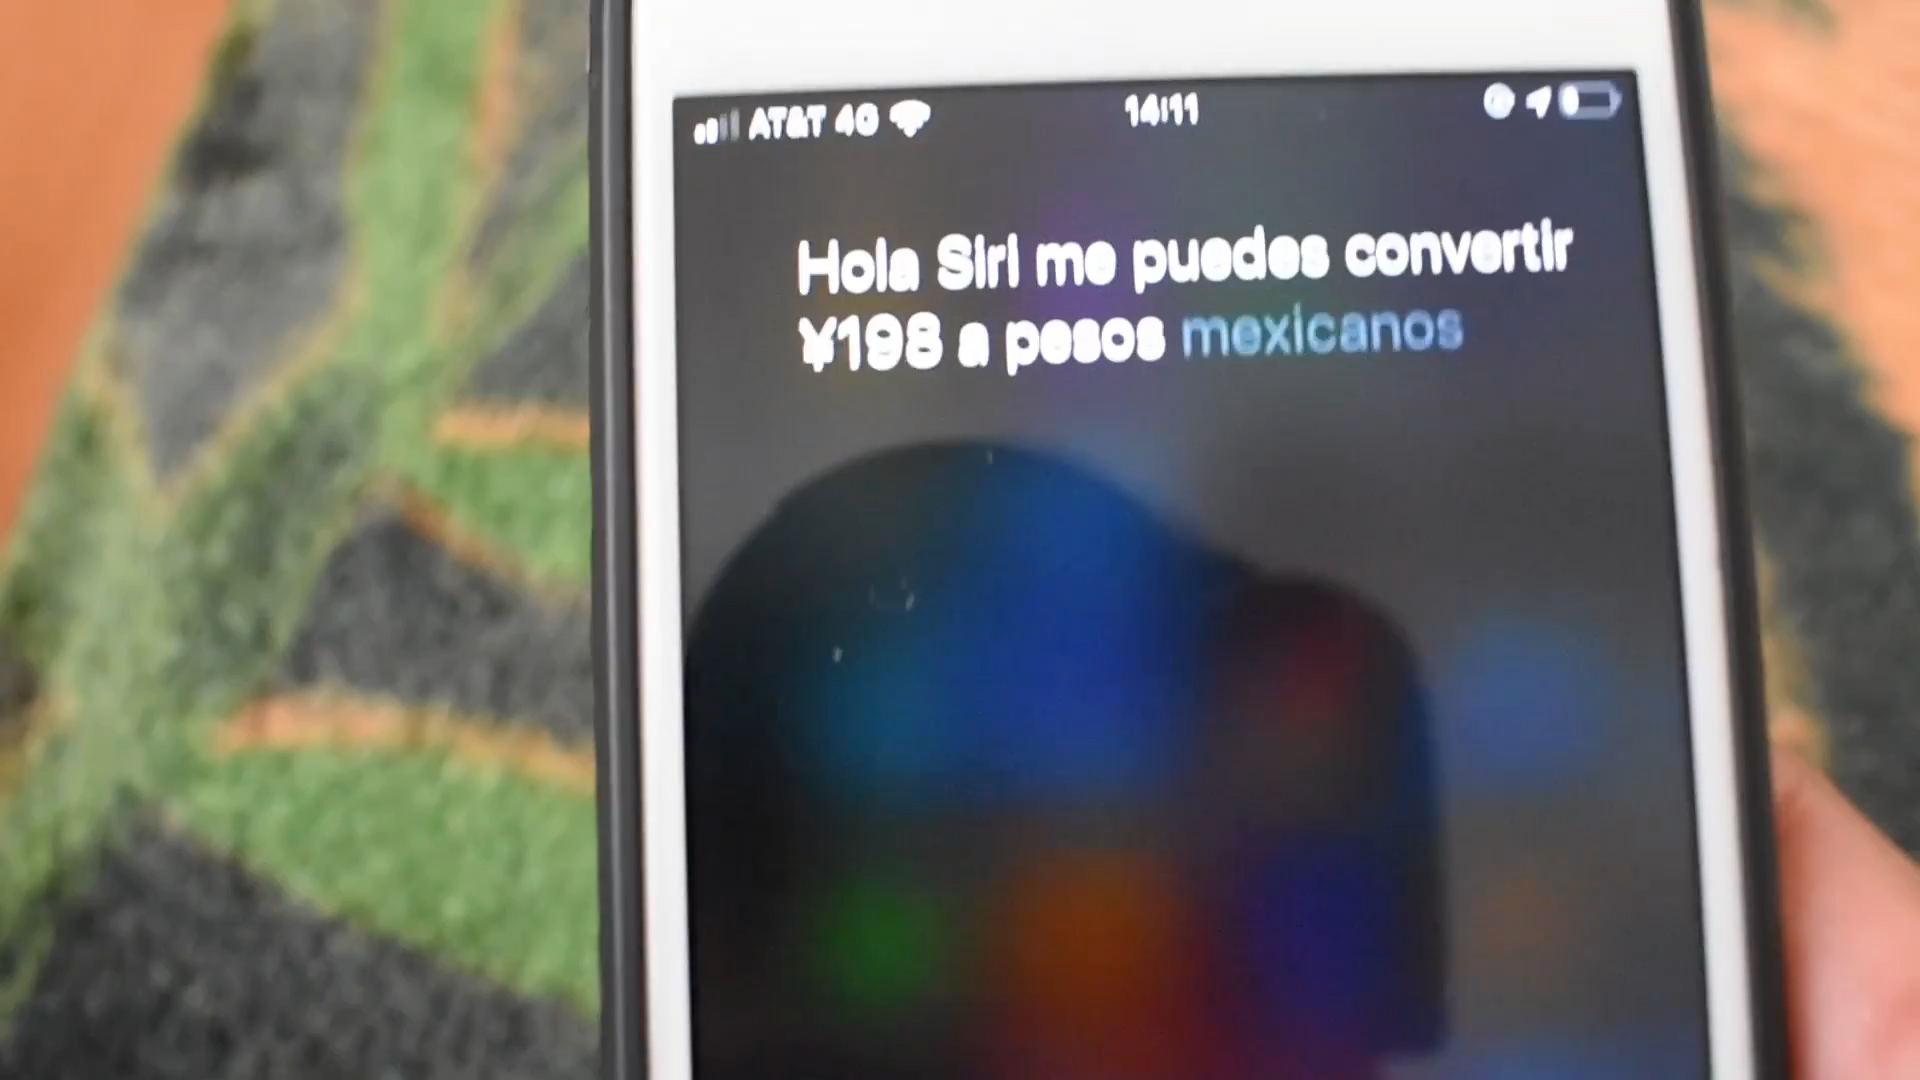 AT&T 4G 14:11
Hola Siri me puedes convertir
¥198 a pesos mexicanos